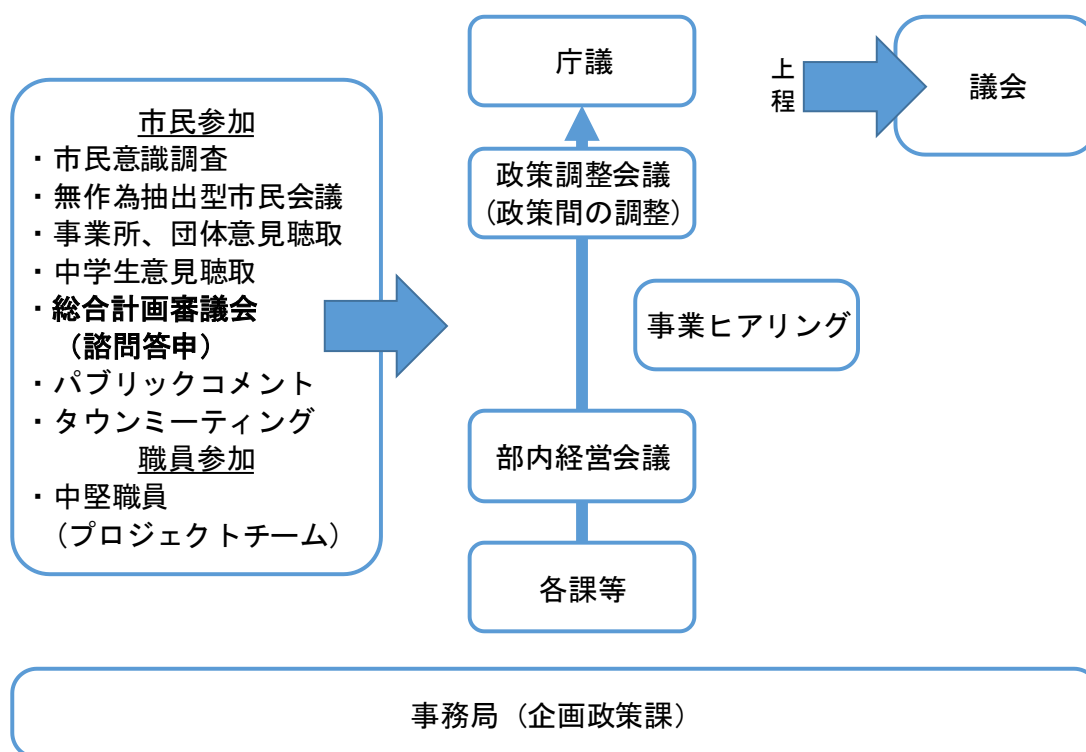 市民参加
・市民意識調査
・無作為抽出型市民会議
・事業所、団体意見聴取
・中学生意見聴取
・総合計画審議会
（諮問答申）
・パブリックコメント
・タウンミーティング
職員参加
・中堅職員
（プロジェクトチーム）
庁議
政策調整会議
（政策間の調整）
事業ヒアリング
部内経営会議
各課等
上程
議会
事務局（企画政策課）